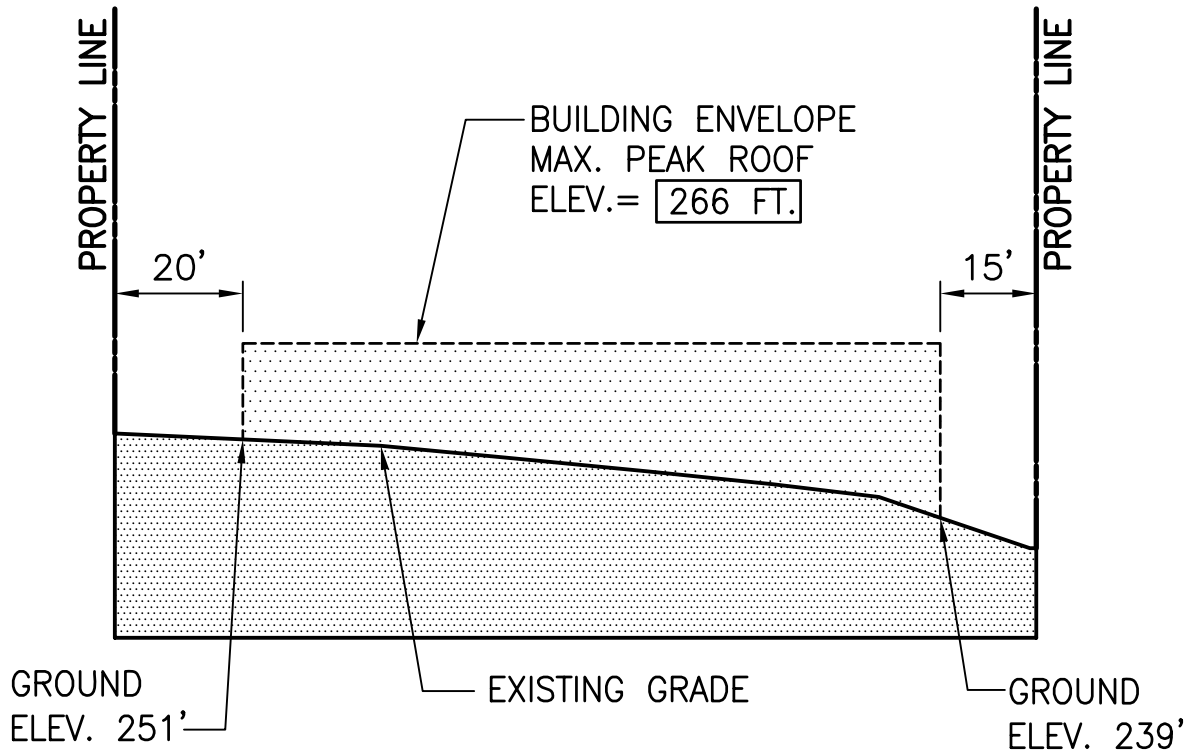 PROPERTY LINE
PROPERTY LINE
BUILDING ENVELOPE
MAX. PEAK ROOF
ELEV.= 266 FT.
20'
15'
GROUND
ELEV. 251'
EXISTING GRADE
GROUND
ELEV. 239'